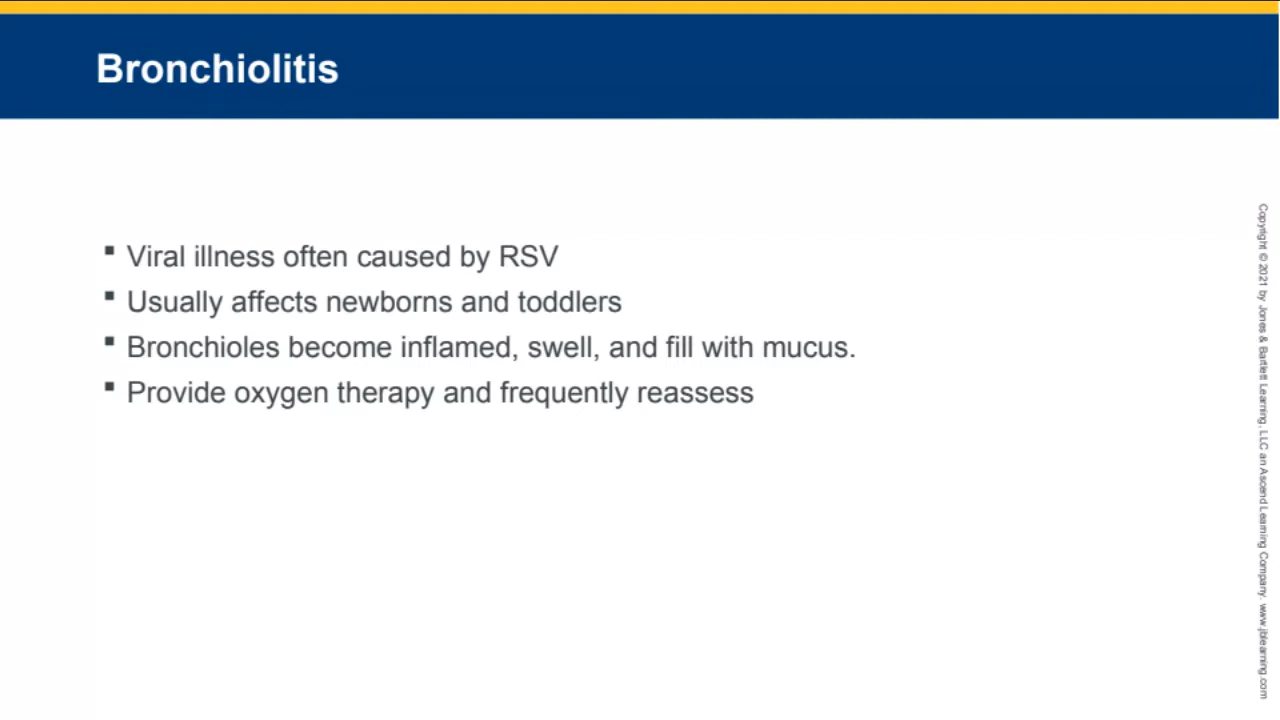 Bronchiolitis
Viral illness often caused by RSV
Usually affects newborns and toddlers
Bronchioles become inflamed, swell, and fill with mucus.
Provide oxygen therapy and frequently reassess
Copyright © 2021 by Jones & Bartlett Learning, LLC an Ascend Learning Company. www.jblearning.com